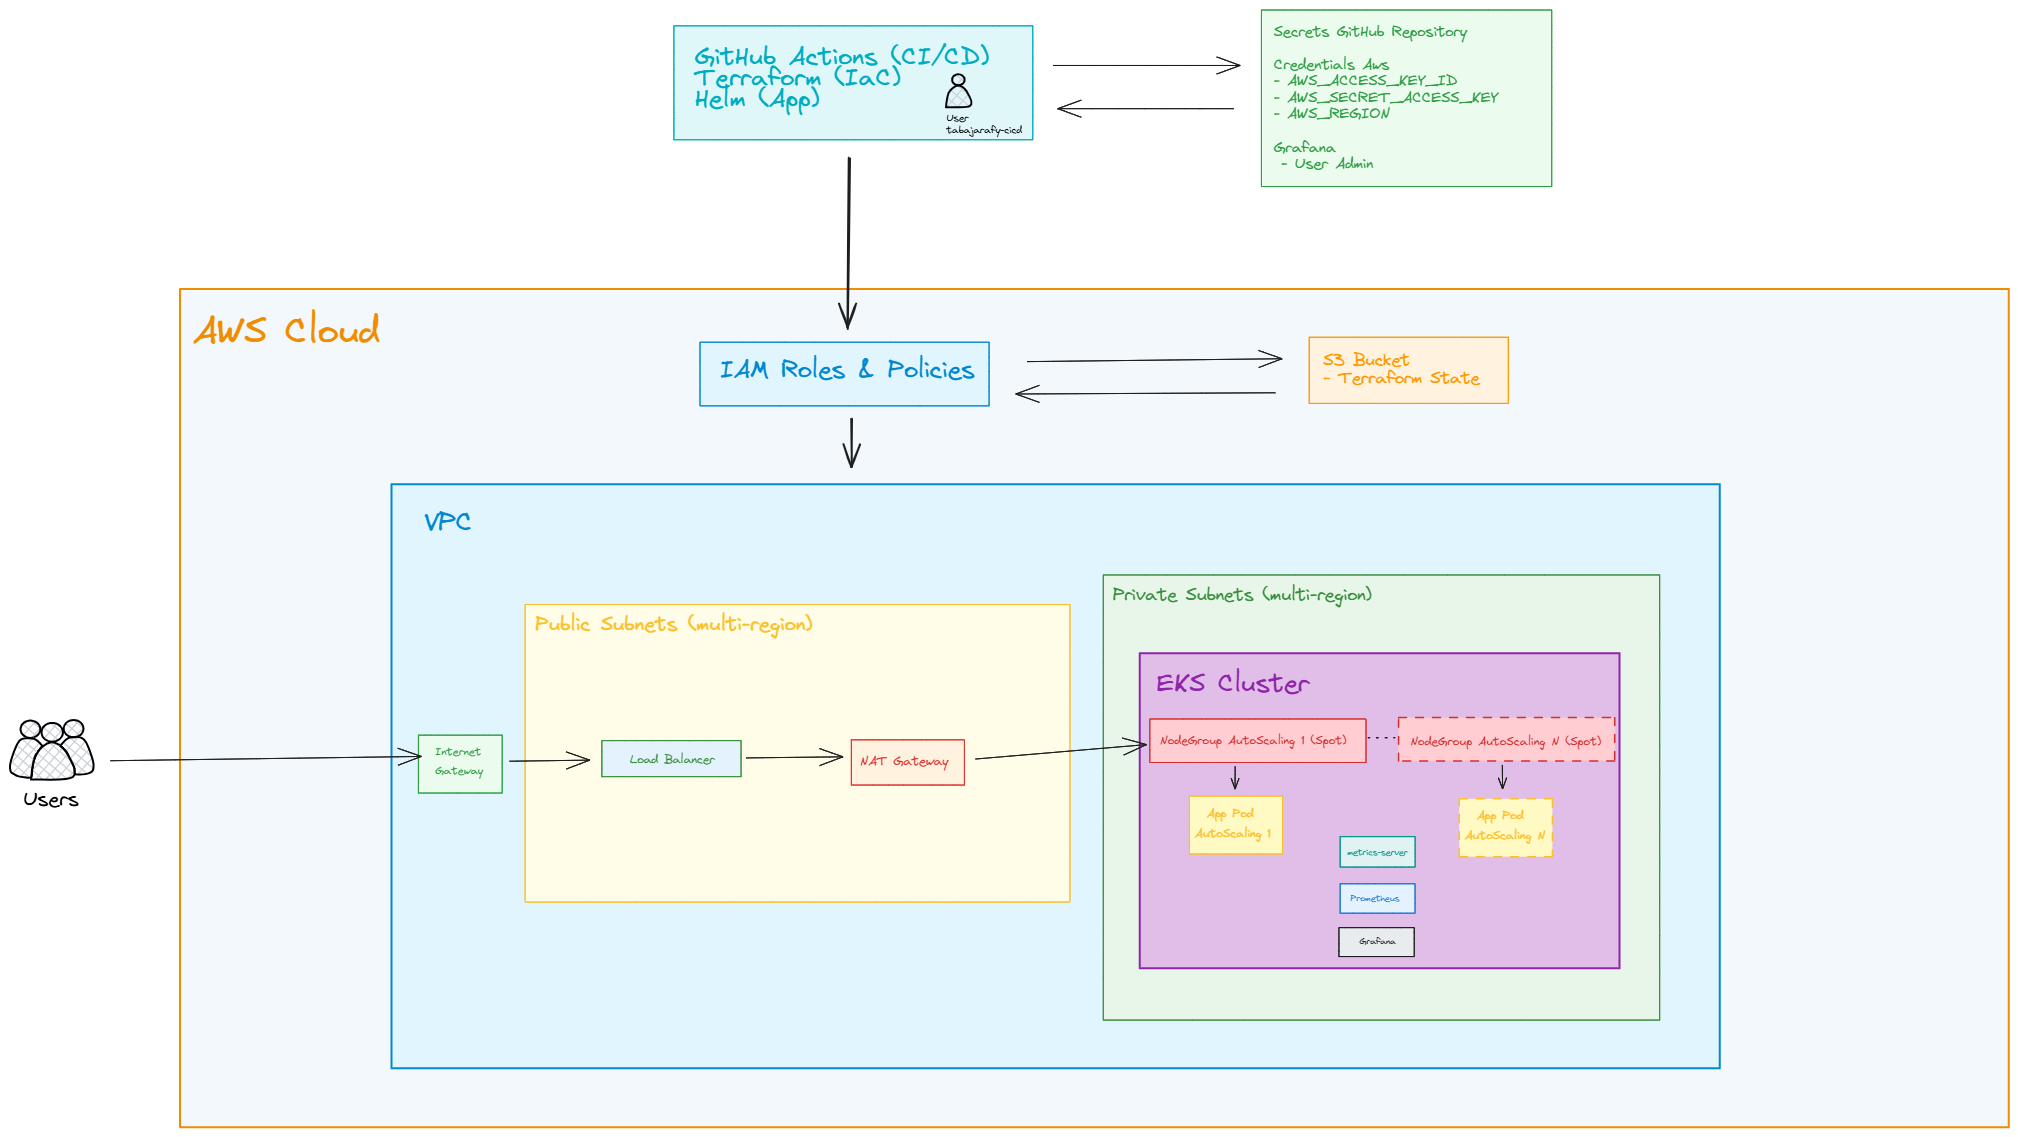 GitHub Actions (CI/CD)
Terraform (IaC)
Helm (App)
User
tabajarafy-cicd
Secrets GitHub Repository
Credentials Aws
- AWS_ACCESS_KEY_ID
- AWS_SECRET_ACCESS_KEY
- AWS_REGION
Grafana
- User Admin
AWS Cloud
IAM Roles & Policies
S3 Bucket
- Terraform State
VPC
Public Subnets (multi-region)
Private Subnets (multi-region)
EKS Cluster
Users
Internet
Gateway
Load Balancer
NAT Gateway
NodeGroup AutoScaling 1 (Spot)
NodeGroup AutoScaling N (Spot)
App Pod
AutoScaling 1
App Pod
AutoScaling N
metrics-server
Prometheus
Grafana